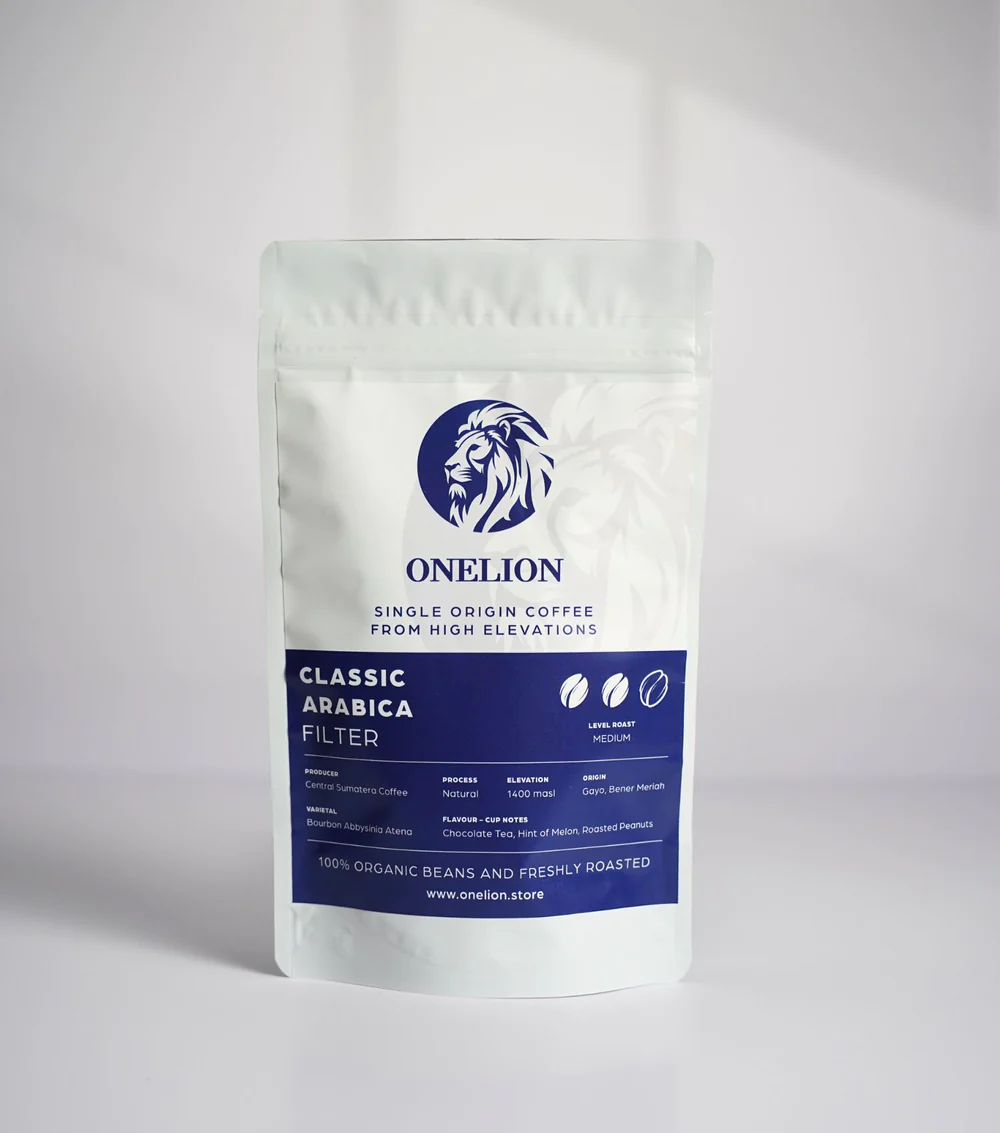 ONELION
SINGLE ORIGIN COFFEE
FROM HIGH ELEVATIONS
CLASSIC
ARABICA
FILTER
LEVEL ROAST
MEDIUM
PRODUCER
Central Sumatera Coffee
PROCESS
Natural
ELEVATION
1400 masl
ORIGIN
Gayo, Bener Meriah
VARIETAL
Bourbon Abbysinia Atena
FLAVOUR – CUP NOTES
Chocolate Tea, Hint of Melon, Roasted Peanuts
100% ORGANIC BEANS AND FRESHLY ROASTED
www.onelion.store